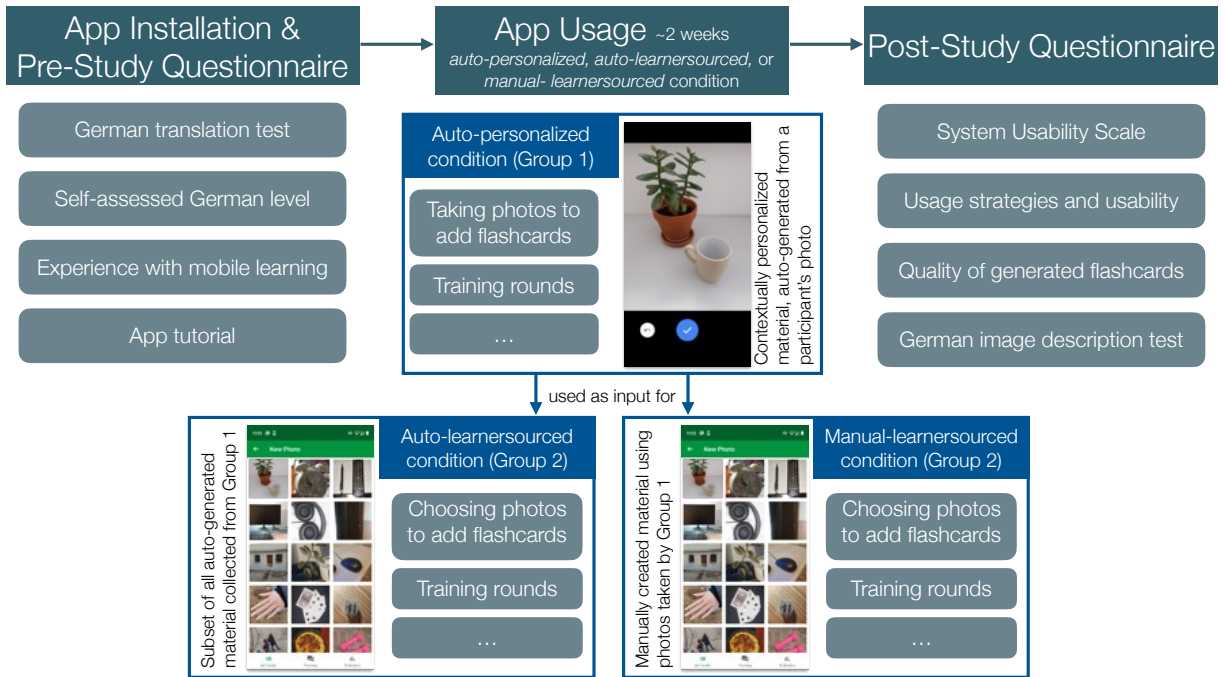 App Installation &
Pre-Study Questionnaire
German translation test
Self-assessed German level
Experience with mobile learning
App tutorial
App Usage ~2 weeks
auto-personalized, auto-learnersourced, or
manual- learnersourced condition
Auto-personalized
condition (Group 1)
Taking photos to
add flashcards
Training rounds
...
Contextually personalized
material, auto-generated from a
participant's photo
Post-Study Questionnaire
System Usability Scale
Usage strategies and usability
Quality of generated flashcards
German image description test
used as input for
Subset of all auto-generated
material collected from Group 1
New Photo
Auto-learnersourced
condition (Group 2)
Choosing photos
to add flashcards
Training rounds
...
Manually created material using
photos taken by Group 1
New Photo
Manual-learnersourced
condition (Group 2)
Choosing photos
to add flashcards
Training rounds
...